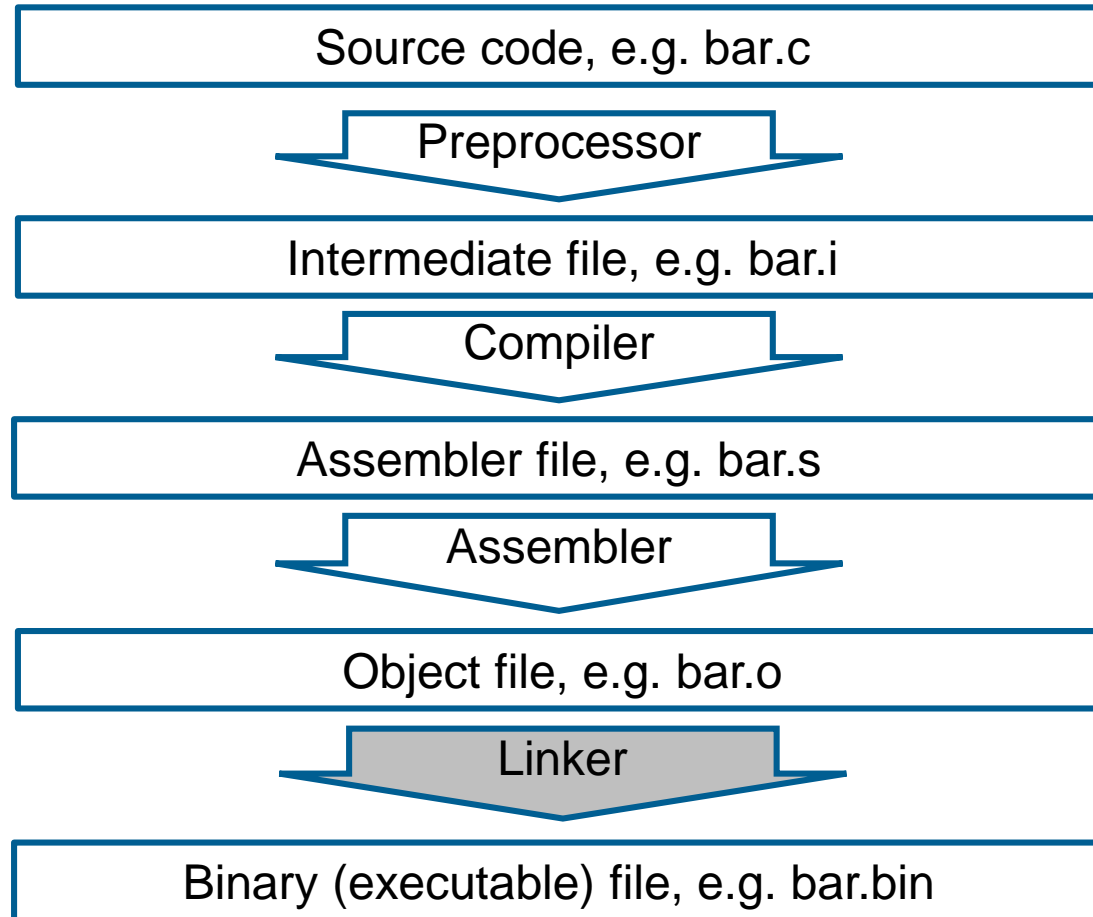 Source code, e.g. bar.c
Preprocessor
Intermediate file, e.g. bar.i
Compiler
Assembler file, e.g. bar.s
Assembler
Object file, e.g. bar.o
Linker
Binary (executable) file, e.g. bar.bin